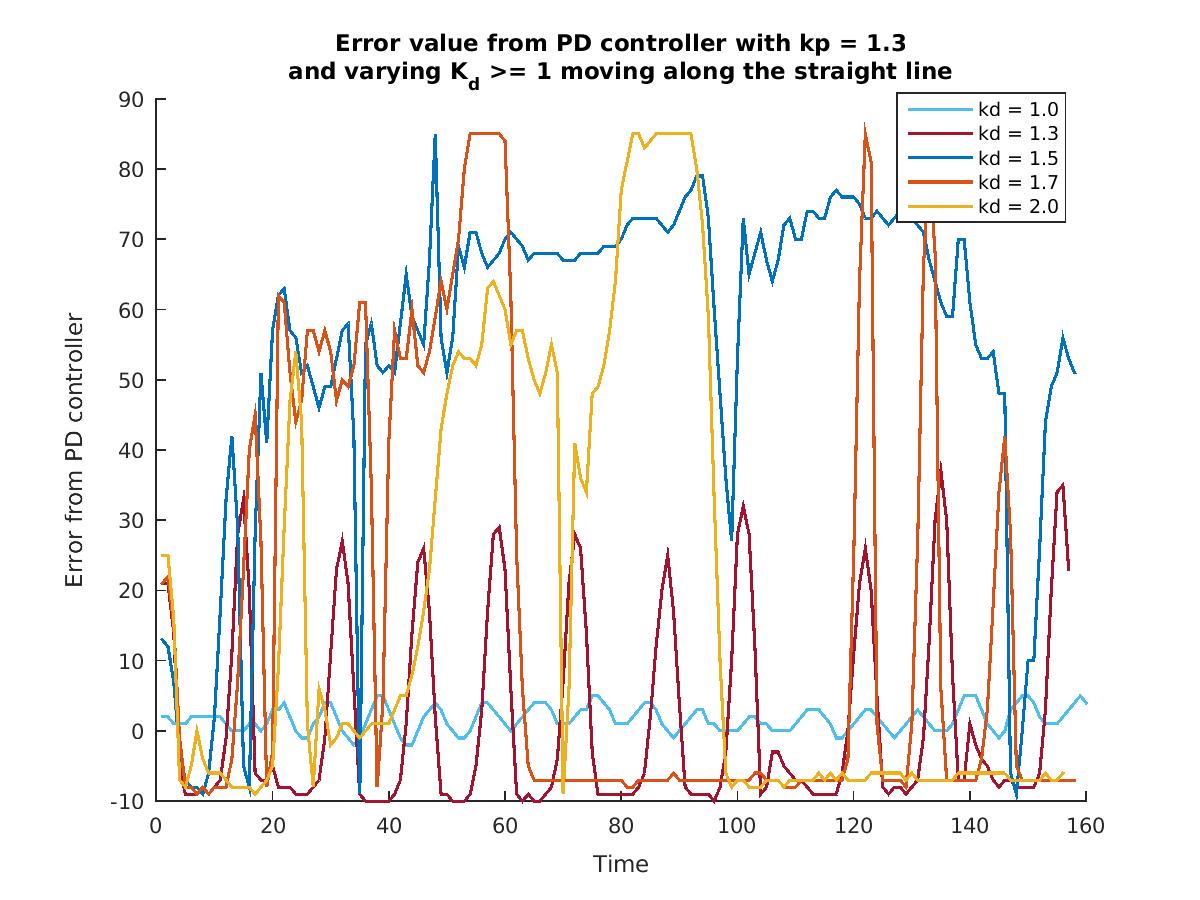 Error value from PD controller with kp = 1.3
and varying Kd >= 1 moving along the straight line
90
80
70
60
50
40
30
20
10
0
-10
Error from PD controller
kd = 1.0
kd = 1.3
kd = 1.5
kd = 1.7
kd = 2.0
0 20 40 60 80 100 120 140 160
Time